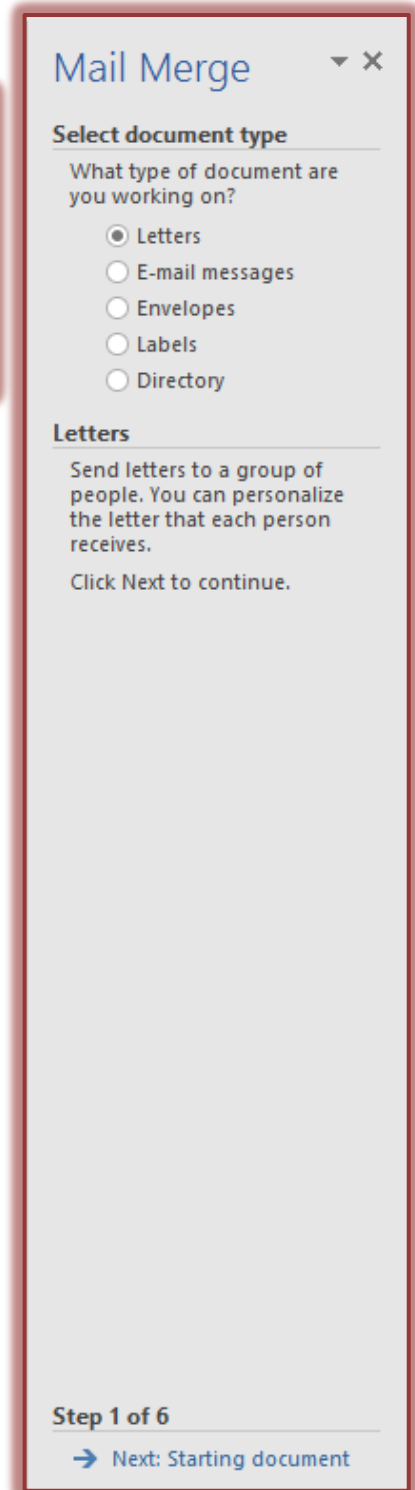 Mail Merge
Select document type
What type of document are
you working on?
Letters
E-mail messages
Envelopes
Labels
Directory
Letters
Send letters to a group of
people. You can personalize
the letter that each person
receives.
Click Next to continue.
Step 1 of 6
Next: Starting document